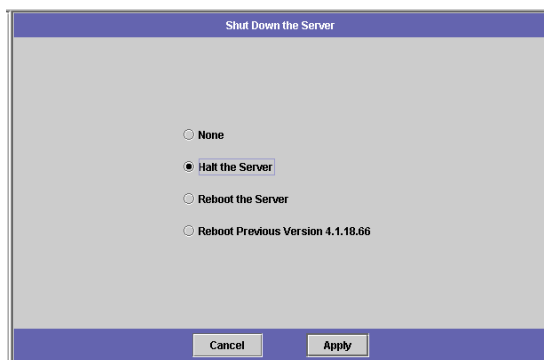 Shut Down the Server
None
Halt the Server
Reboot the Server
Reboot Previous Version 4.1.18.66
Cancel Apply